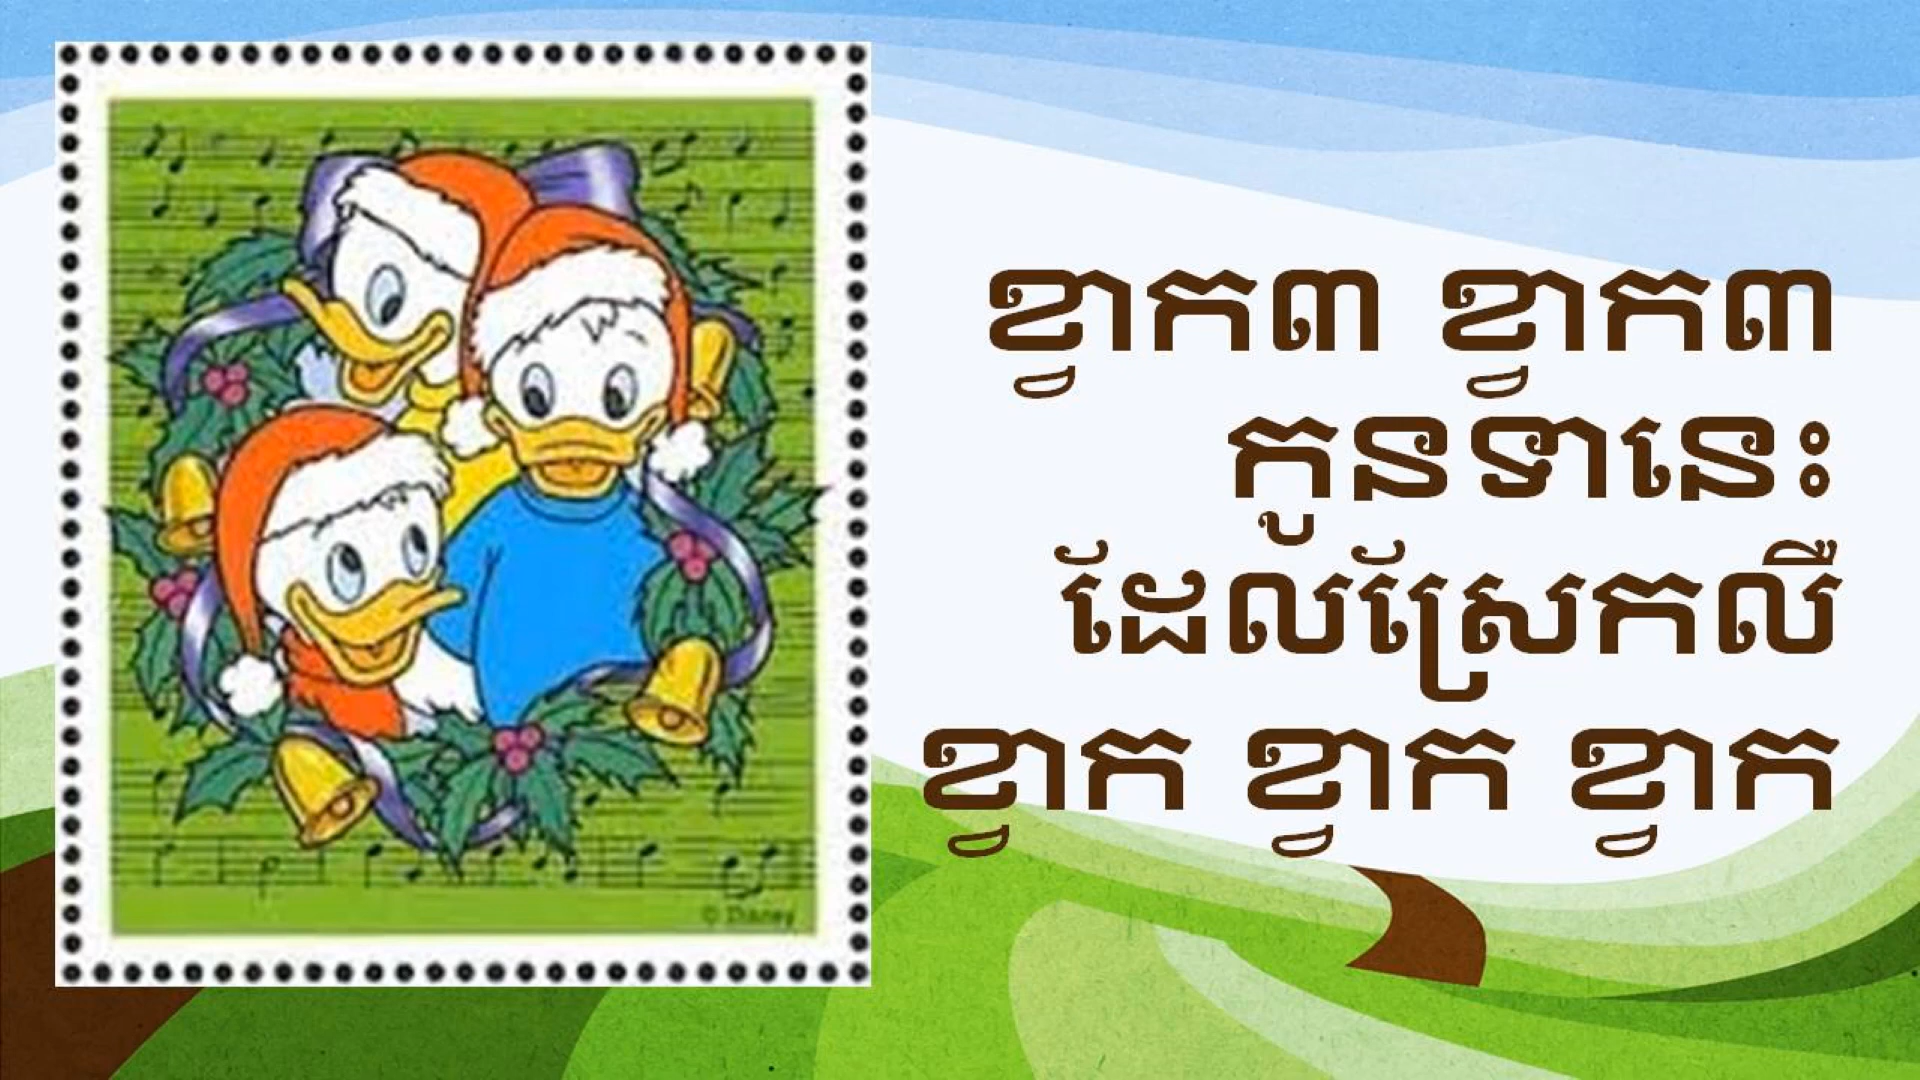 ខ្វាក៣ ខ្វាក៣
កូនទានេះ
ដែលស្រែកលឺ
ខ្វាក ខ្វាក ខ្វាក
© Disney